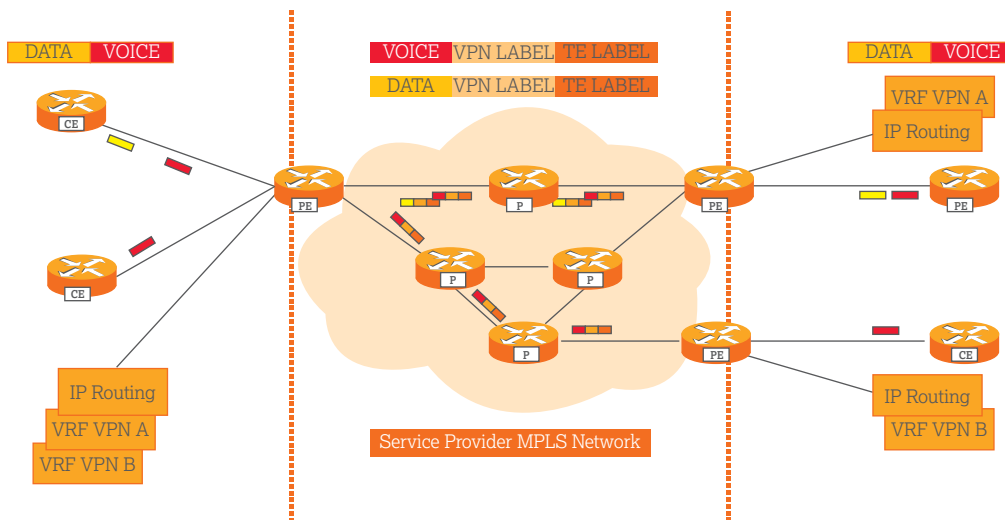 DATA VOICE
VOICE VPN LABEL TE LABEL
DATA VPN LABEL TE LABEL
DATA VOICE
CE
VRF VPN A
IP Routing
PE
P
PE
PE
CE
P
P
P
PE
CE
IP Routing
VRF VPN A
VRF VPN B
Service Provider MPLS Network
IP Routing
VRF VPN B